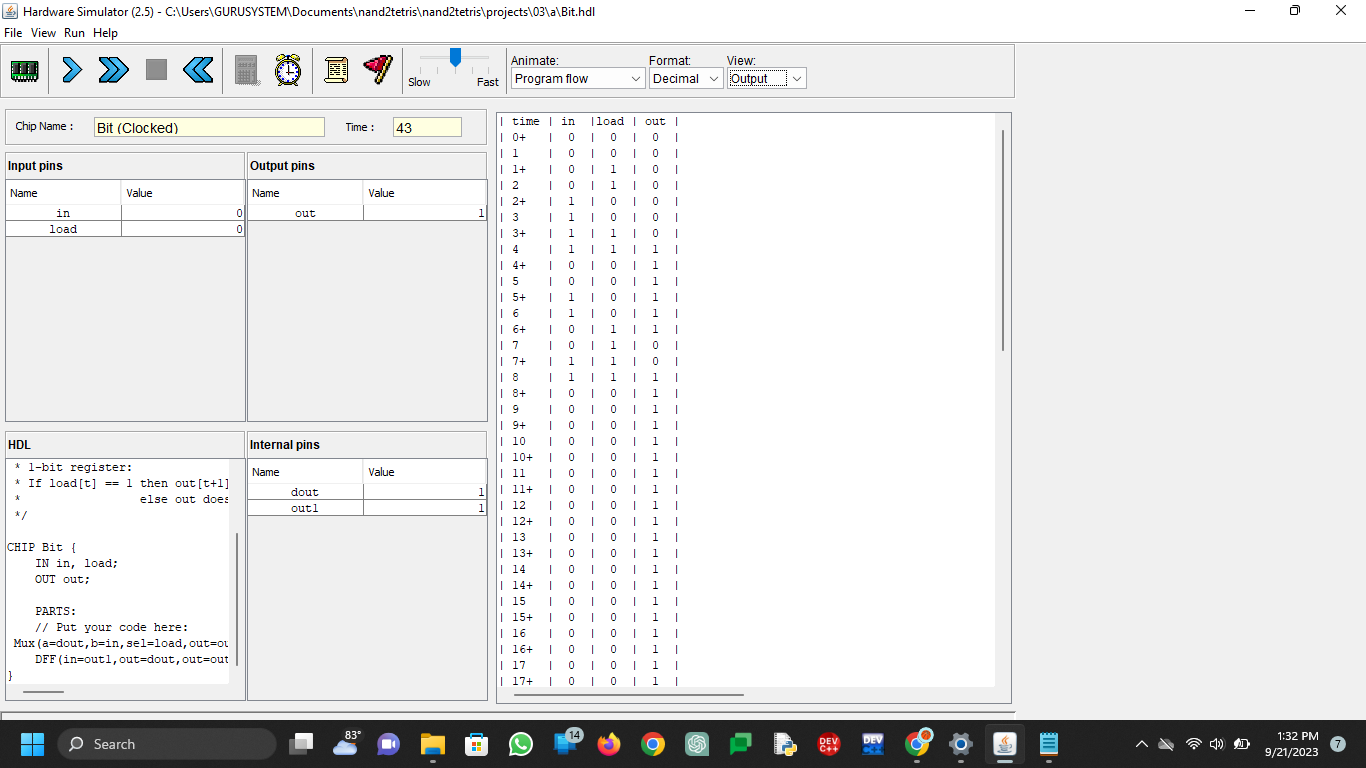 Hardware Simulator (2.5) - C:\Users\GURUSYSTEM\Documents\nand2tetris\nand2tetris\projects\03\a\Bit.hdl
File View Run Help
Slow Fast
Animate:
Program flow
Format:
Decimal
View:
Output
Chip Name : Bit (Clocked) Time : 43
Input pins
Name Value
in 0
load 0
Output pins
Name Value
out 1
HDL
* 1-bit register:
* If load[t] == 1 then out[t+1]
* else out does
*/
CHIP Bit {
IN in, load;
OUT out;
PARTS:
// Put your code here:
Mux(a=dout,b=in,sel=load,out=ou
DFF(in=out1,out=dout,out=out
}
Internal pins
Name Value
dout 1
out1 1
| time | in |load | out |
| 0+ | 0 | 0 | 0 |
| 1 | 0 | 0 | 0 |
| 1+ | 0 | 1 | 0 |
| 2 | 0 | 1 | 0 |
| 2+ | 1 | 0 | 0 |
| 3 | 1 | 0 | 0 |
| 3+ | 1 | 1 | 0 |
| 4 | 1 | 1 | 1 |
| 4+ | 0 | 0 | 1 |
| 5 | 0 | 0 | 1 |
| 5+ | 1 | 0 | 1 |
| 6 | 1 | 0 | 1 |
| 6+ | 0 | 1 | 1 |
| 7 | 0 | 1 | 0 |
| 7+ | 1 | 1 | 0 |
| 8 | 1 | 1 | 1 |
| 8+ | 0 | 0 | 1 |
| 9 | 0 | 0 | 1 |
| 9+ | 0 | 0 | 1 |
| 10 | 0 | 0 | 1 |
| 10+ | 0 | 0 | 1 |
| 11 | 0 | 0 | 1 |
| 11+ | 0 | 0 | 1 |
| 12 | 0 | 0 | 1 |
| 12+ | 0 | 0 | 1 |
| 13 | 0 | 0 | 1 |
| 13+ | 0 | 0 | 1 |
| 14 | 0 | 0 | 1 |
| 14+ | 0 | 0 | 1 |
| 15 | 0 | 0 | 1 |
| 15+ | 0 | 0 | 1 |
| 16 | 0 | 0 | 1 |
| 16+ | 0 | 0 | 1 |
| 17 | 0 | 0 | 1 |
| 17+ | 0 | 0 | 1 |
Search
83°
14
DEV C++
DEV
1:32 PM
9/21/2023
7